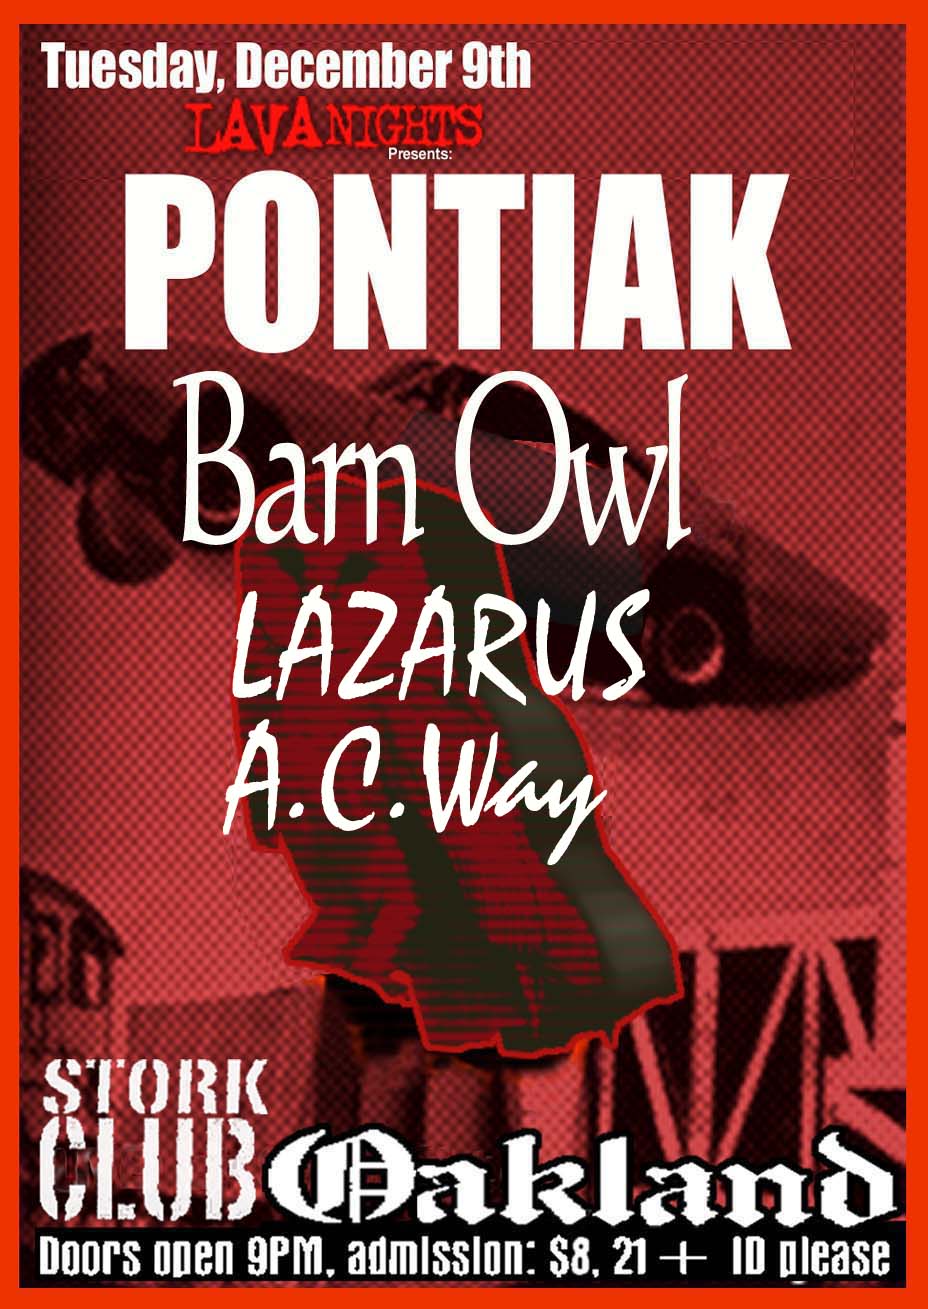 Tuesday, December 9th
LAVA NIGHTS
Presents:
PONTIAK
Barn Owl
LAZARUS
A.C.Way
STORK
CLUB Oakland
Doors open 9PM, admission: $8, 21+ ID please